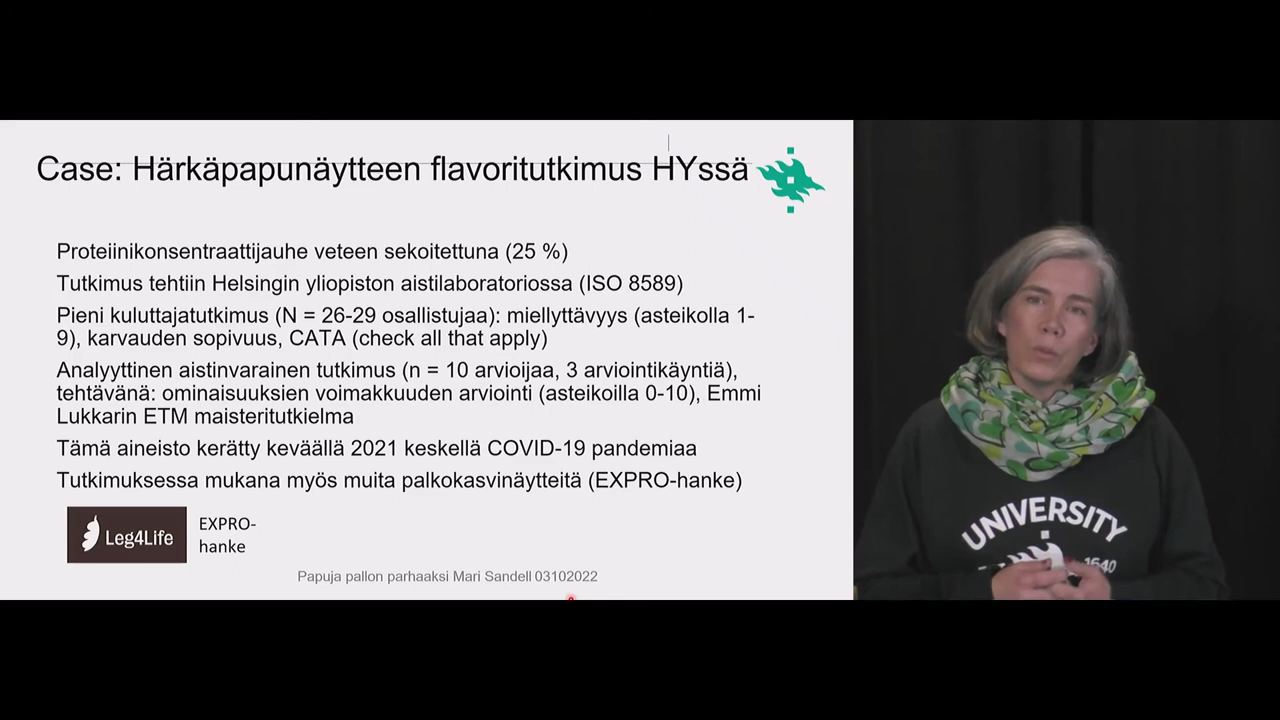 Case: Härkäpapunäytteen flavoritutkimus HYssä
Proteiinikonsentraattijauhe veteen sekoitettuna (25 %)
Tutkimus tehtiin Helsingin yliopiston aistilaboratoriossa (ISO 8589)
Pieni kuluttajatutkimus (N = 26-29 osallistujaa): miellyttävyys (asteikolla 1-
9), karvauden sopivuus, CATA (check all that apply)
Analyyttinen aistinvarainen tutkimus (n = 10 arvioijaa, 3 arviointikäyntiä),
tehtävänä: ominaisuuksien voimakkuuden arviointi (asteikoilla 0-10), Emmi
Lukkarin ETM maisteritutkielma
Tämä aineisto kerätty keväällä 2021 keskellä COVID-19 pandemiaa
Tutkimuksessa mukana myös muita palkokasvinäytteitä (EXPRO-hanke)
Leg4Life
EXPRO-
hanke
Papuja pallon parhaaksi Mari Sandell 03102022
UNIVERSITY
1640